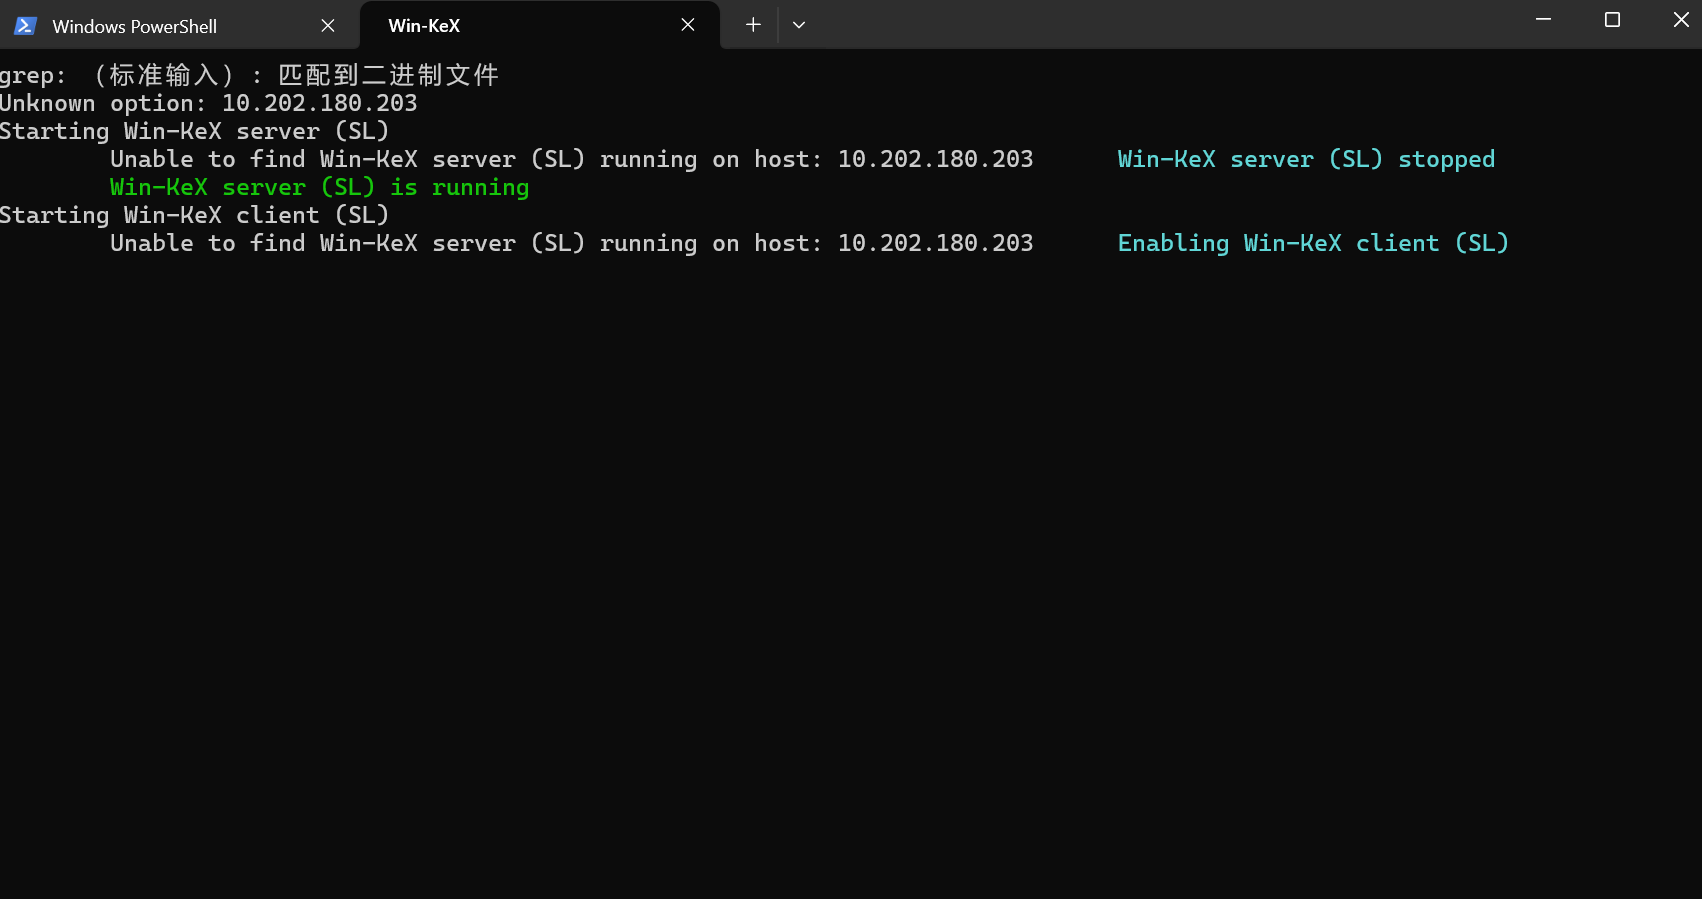 Windows PowerShell
Win-KeX
grep: （标准输入）: 匹配到二进制文件
Unknown option: 10.202.180.203
Starting Win-KeX server (SL)
Unable to find Win-KeX server (SL) running on host: 10.202.180.203 Win-KeX server (SL) stopped
Win-KeX server (SL) is running
Starting Win-KeX client (SL)
Unable to find Win-KeX server (SL) running on host: 10.202.180.203 Enabling Win-KeX client (SL)